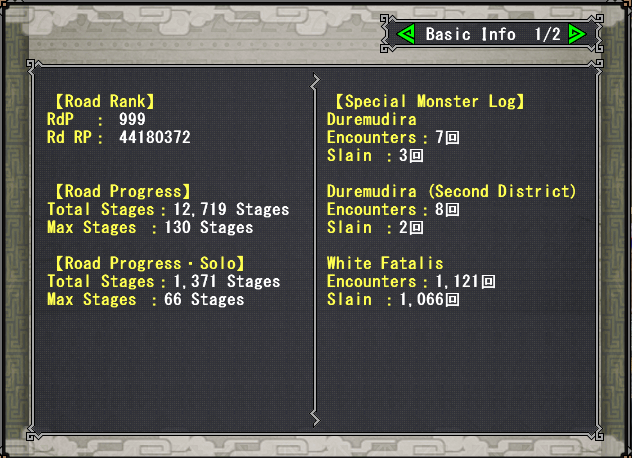 Basic Info 1/2
【Road Rank】
RdP : 999
Rd RP: 44180372
【Road Progress】
Total Stages: 12,719 Stages
Max Stages : 130 Stages
【Road Progress・Solo】
Total Stages: 1,371 Stages
Max Stages : 66 Stages
【Special Monster Log】
Duremudira
Encounters: 7回
Slain : 3回
Duremudira (Second District)
Encounters: 8回
Slain : 2回
White Fatalis
Encounters: 1,121回
Slain : 1,066回